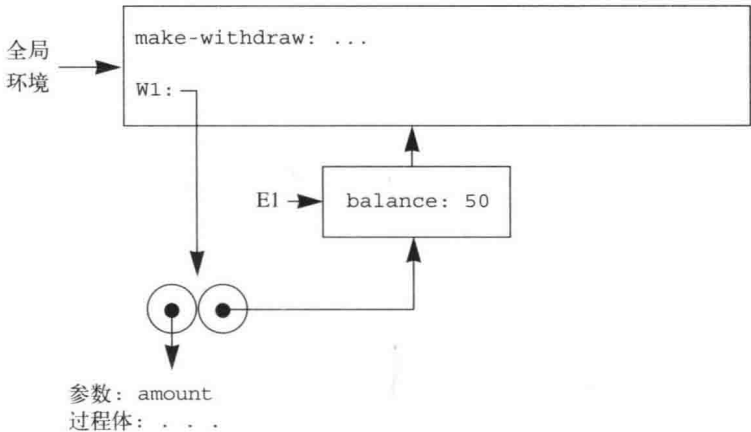 make-withdraw: ...
全局
环境
W1:
E1
balance: 50
参数: amount
过程体: . . .